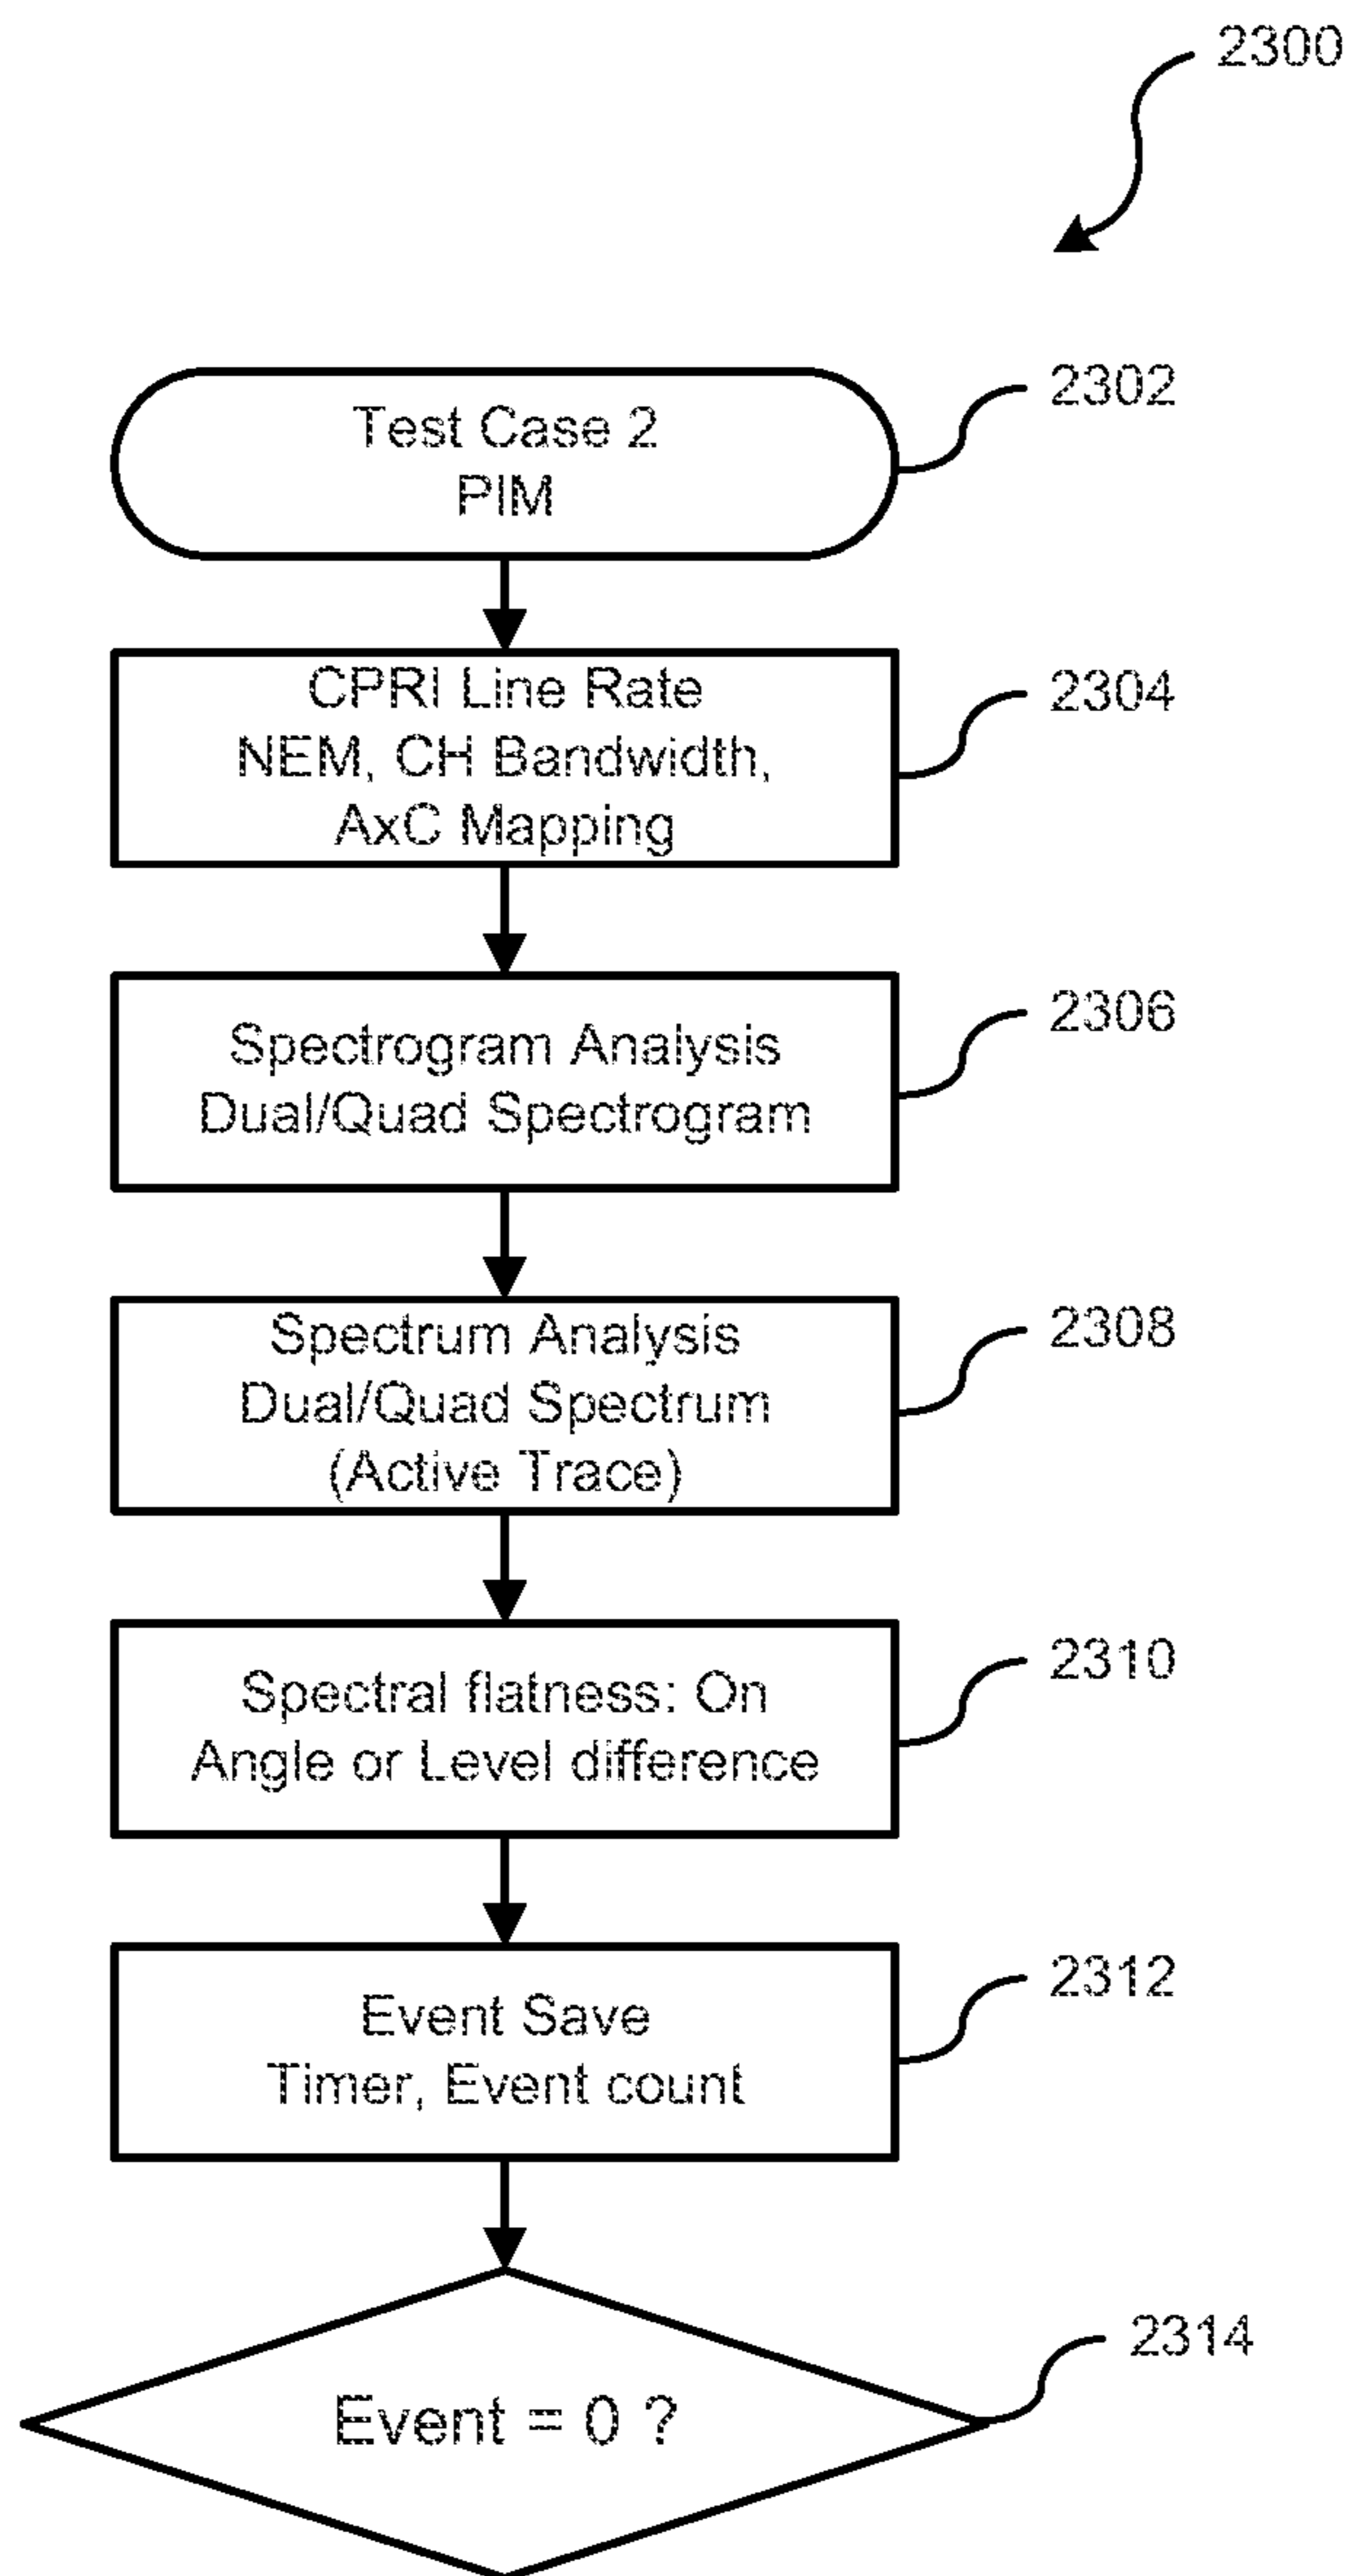 2300
Test Case 2
PIM
2302
CPRI Line Rate
NEM, CH Bandwidth,
AxC Mapping
2304
Spectrogram Analysis
Dual/Quad Spectrogram
2306
Spectrum Analysis
Dual/Quad Spectrum
(Active Trace)
2308
Spectral flatness: On
Angle or Level difference
2310
Event Save
Timer, Event count
2312
Event = 0 ?
2314